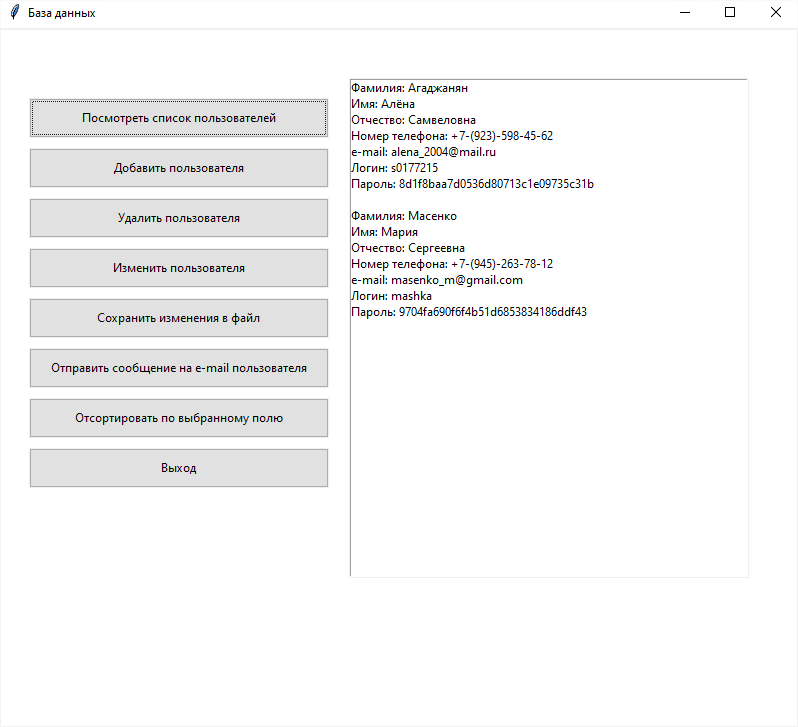 База данных
Посмотреть список пользователей
Добавить пользователя
Удалить пользователя
Изменить пользователя
Сохранить изменения в файл
Отправить сообщение на e-mail пользователя
Отсортировать по выбранному полю
Выход
Фамилия: Агаджанян
Имя: Алёна
Отчество: Самвеловна
Номер телефона: +7-(923)-598-45-62
e-mail: alena_2004@mail.ru
Логин: s0177215
Пароль: 8d1f8baa7d0536d80713c1e09735c31b
Фамилия: Масенко
Имя: Мария
Отчество: Сергеевна
Номер телефона: +7-(945)-263-78-12
e-mail: masenko_m@gmail.com
Логин: mashka
Пароль: 9704fa690f6f4b51d6853834186ddf43